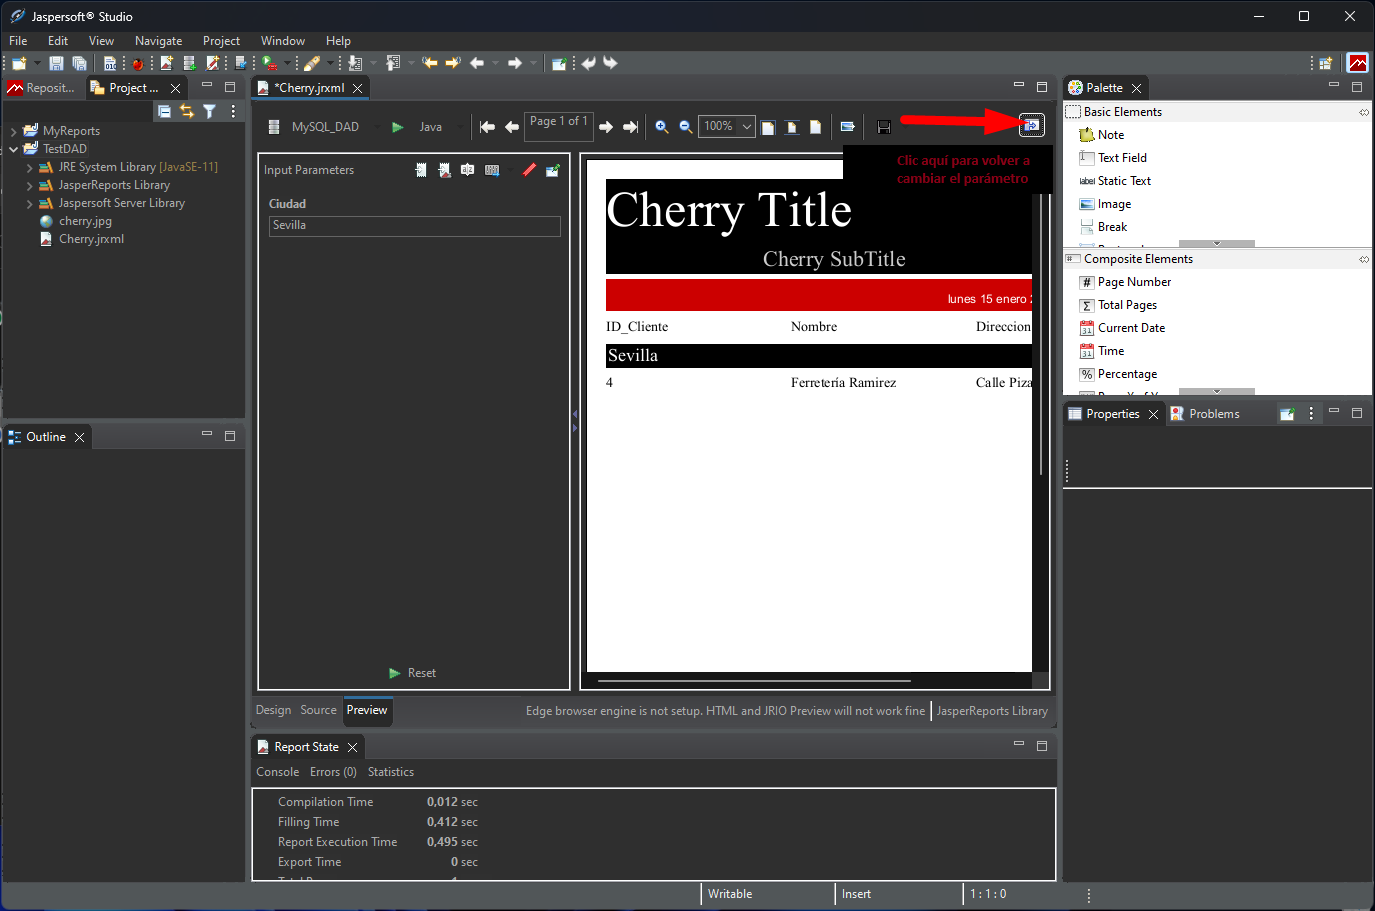 Jaspersoft® Studio
File Edit View Navigate Project Window Help
Reposit... Project ...
MyReports
TestDAD
JRE System Library [JavaSE-11]
JasperReports Library
Jaspersoft Server Library
cherry.jpg
Cherry.jrxml
Outline
*Cherry.jrxml
MySQL_DAD Java Page 1 of 1 100%
Clic aquí para volver a
cambiar el parámetro
Input Parameters
Ciudad
Sevilla
Reset
Cherry Title
Cherry SubTitle
lunes 15 enero
ID_Cliente Nombre Direccion
Sevilla
4 Ferretería Ramirez Calle Piza
Design Source Preview
Edge browser engine is not setup. HTML and JRIO Preview will not work fine JasperReports Library
Report State
Console Errors (0) Statistics
Compilation Time 0,012 sec
Filling Time 0,412 sec
Report Execution Time 0,495 sec
Export Time 0 sec
Palette
Basic Elements
Note
Text Field
label Static Text
Image
Break
Composite Elements
# Page Number
Σ Total Pages
31 Current Date
31 Time
% Percentage
Properties Problems
Writable Insert 1 : 1 : 0